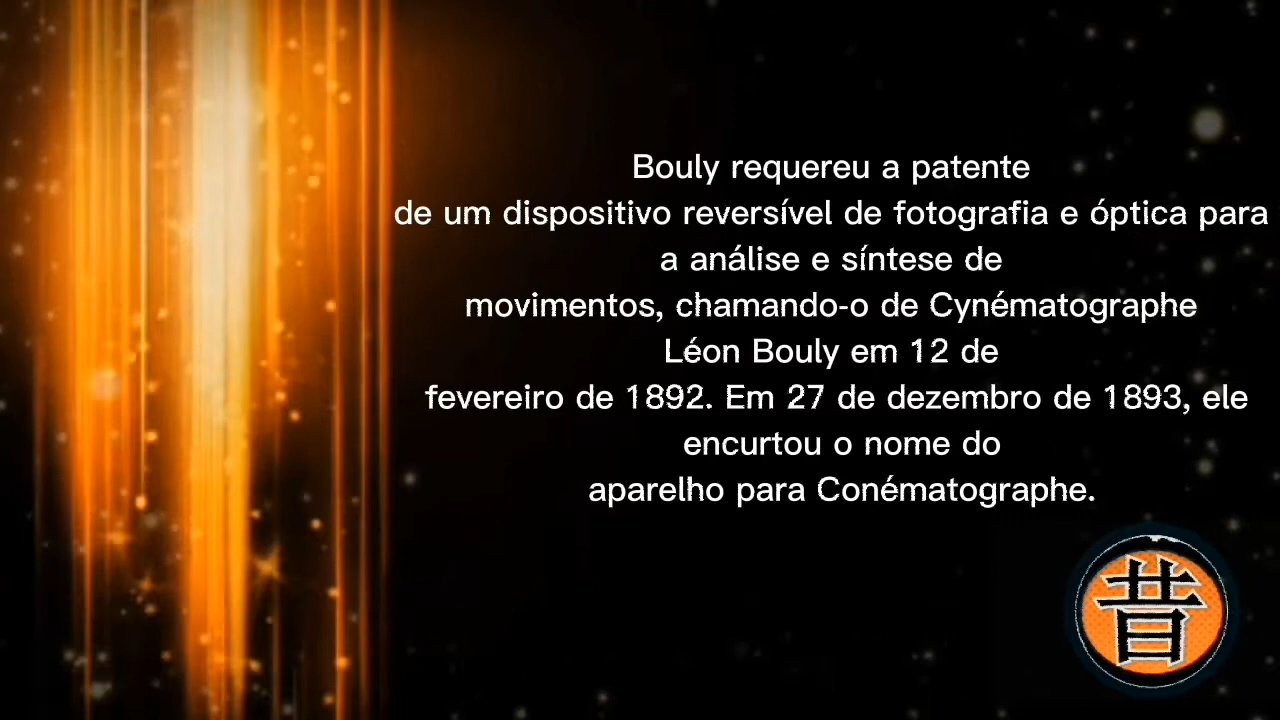 Bouly requereu a patente
de um dispositivo reversível de fotografia e óptica para
a análise e síntese de
movimentos, chamando-o de Cynématographe
Léon Bouly em 12 de
fevereiro de 1892. Em 27 de dezembro de 1893, ele
encurtou o nome do
aparelho para Conématographe.
昔